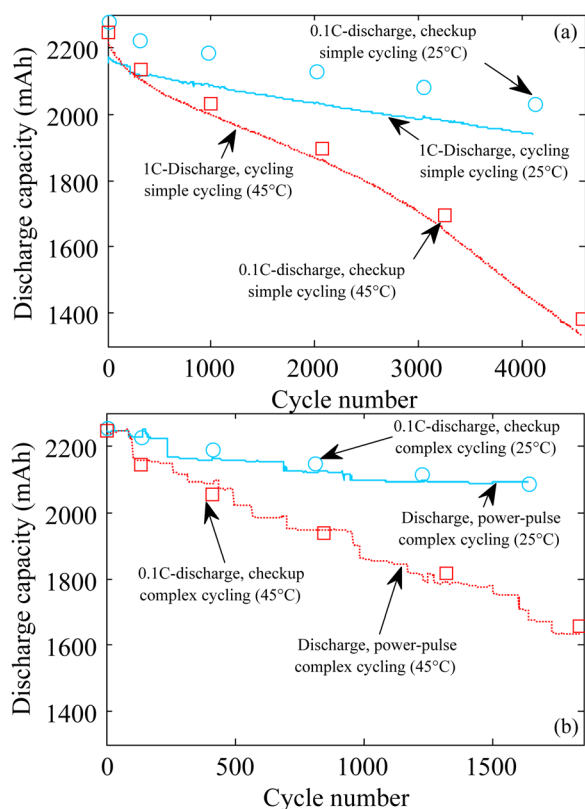 (a)
0.1C-discharge, checkup
simple cycling (25°C)
1C-Discharge, cycling
simple cycling (45°C)
1C-Discharge, cycling
simple cycling (25°C)
0.1C-discharge, checkup
simple cycling (45°C)
Discharge capacity (mAh)
2200
2000
1800
1600
1400
0
1000
2000
3000
4000
Cycle number
0.1C-discharge, checkup
complex cycling (25°C)
Discharge, power-pulse
complex cycling (25°C)
0.1C-discharge, checkup
complex cycling (45°C)
Discharge, power-pulse
complex cycling (45°C)
(b)
Discharge capacity (mAh)
2200
2000
1800
1600
1400
0
500
1000
1500
Cycle number